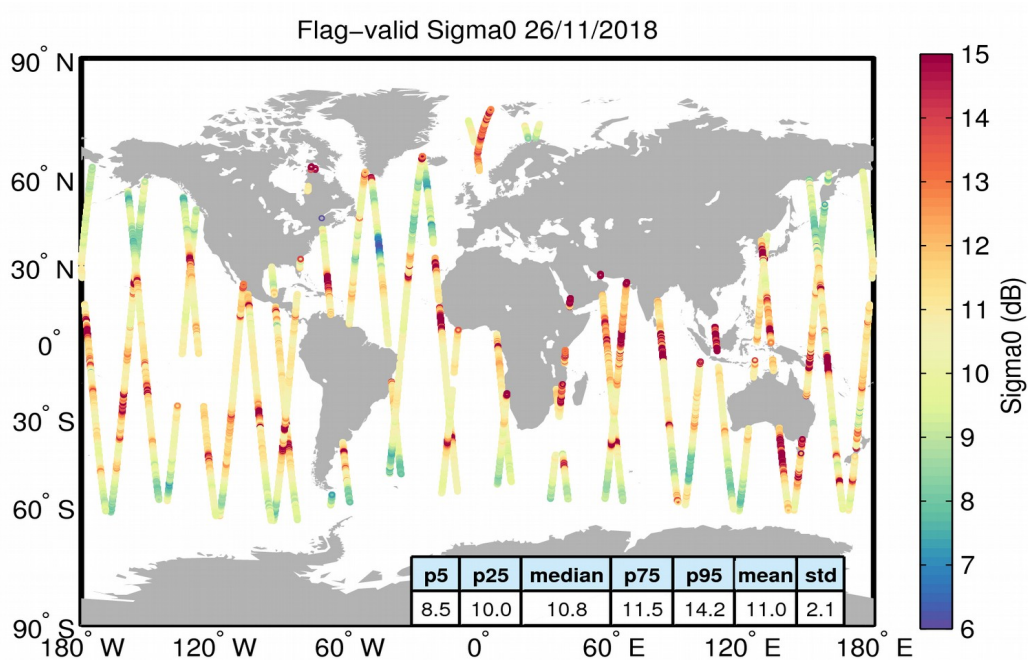 Flag−valid Sigma0 26/11/2018
90° N
60° N
30° N
0°
30° S
60° S
90° S
180° W
120° W
60° W
0°
60° E
120° E
180° E
p5 p25 median p75 p95 mean std
8.5 10.0 10.8 11.5 14.2 11.0 2.1
15
14
13
12
11
10
9
8
7
6
Sigma0 (dB)